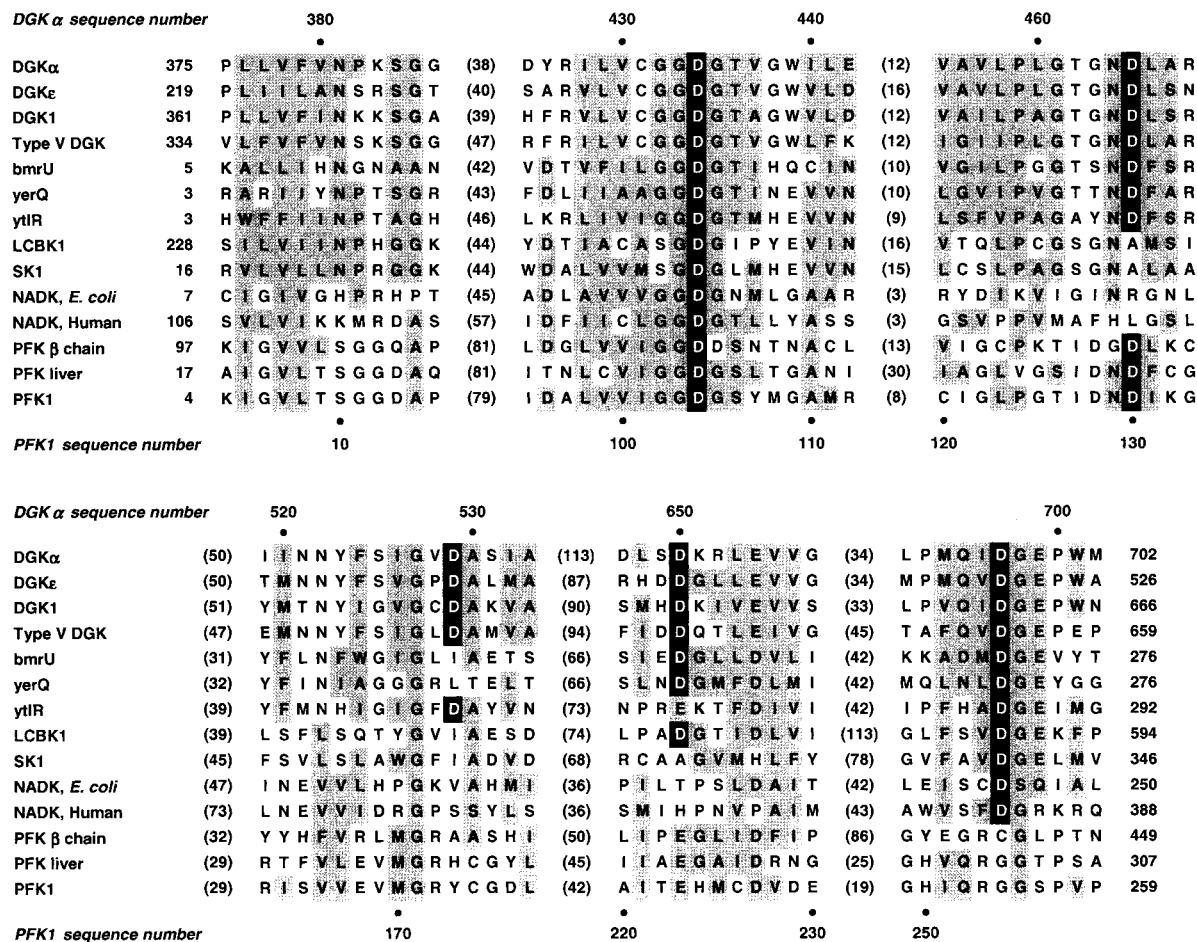 DGK α sequence number 380 430 440 460
DGKα 375 P L L V F V N P K S G G (38) D Y R I L V C G G D G T V G W I L E (12) V A V L P L G T G N D L A R
DGKε 219 P L I I L A N S R S G T (40) S A R V L V C G G D G T V G W V L D (16) V A V L P L G T G N D L S N
DGK1 361 P L L V F I N K K S G A (39) H F R V L V C G G D G T A G W V L D (12) V A I L P A G T G N D L S R
Type V DGK 334 V L F V F V N S K S G G (47) R F R I L V C G G D G T V G W L F K (12) I G I I P L G T G N D L A R
bmrU 5 K A L L I H N G N A A N (42) V D T V F I L G G D G T I H Q C I N (10) V G I L P G G T S N D F S R
yerQ 3 R A R I I Y N P T S G R (43) F D L I I A A G G D G T I N E V V N (10) L G V I P V G T T N D F A R
ytlR 3 H W F F I I N P T A G H (46) L K R L I V I G G D G T M H E V V N (9) L S F V P A G A Y N D F S R
LCBK1 228 S I L V I I N P H G G K (44) Y D T I A C A S G D G I P Y E V I N (16) V T Q L P C G S G N A M S I
SK1 16 R V L V L L N P R G G K (44) W D A L V V M S G D G L M H E V V N (15) L C S L P A G S G N A L A A
NADK, E. coli 7 C I G I V G H P R H P T (45) A D L A V V V G G D G N M L G A A R (3) R Y D I K V I G I N R G N L
NADK, Human 106 S V L V I K K M R D A S (57) I D F I I C L G G D G T L L Y A S S (3) G S V P P V M A F H L G S L
PFK β chain 97 K I G V V L S G G Q A P (81) L D G L V V I G G D D S N T N A C L (13) V I G C P K T I D G D L K C
PFK liver 17 A I G V L T S G G D A Q (81) I T N L C V I G G D G S L T G A N I (30) I A G L V G S I D N D F C G
PFK1 4 K I G V L T S G G D A P (79) I D A L V V I G G D G S Y M G A M R (8) C I G L P G T I D N D I K G
PFK1 sequence number 10 100 110 120 130
DGK α sequence number 520 530 650 700
DGKα (50) I I N N Y F S I G V D A S I A (113) D L S D K R L E V V G (34) L P M Q I D G E P W M 702
DGKε (50) T M N N Y F S V G P D A L M A (87) R H D D G L L E V V G (34) M P M Q V D G E P W A 526
DGK1 (51) Y M T N Y I G V G C D A K V A (90) S M H D K I V E V V S (33) L P V Q I D G E P W N 666
Type V DGK (47) E M N N Y F S I G L D A M V A (94) F I D D Q T L E I V G (45) T A F Q V D G E P E P 659
bmrU (31) Y F L N F W G I G L I A E T S (66) S I E D G L L D V L I (42) K K A D M D G E V Y T 276
yerQ (32) Y F I N I A G G G R L T E L T (66) S L N D G M F D L M I (42) M Q L N L D G E Y G G 276
ytlR (39) Y F M N H I G I G F D A Y V N (73) N P R E K T F D I V I (42) I P F H A D G E I M G 292
LCBK1 (39) L S F L S Q T Y G V I A E S D (74) L P A D G T I D L V I (113) G L F S V D G E K F P 594
SK1 (45) F S V L S L A W G F I A D V D (68) R C A A G V M H L F Y (78) G V F A V D G E L M V 346
NADK, E. coli (47) I N E V V L H P G K V A H M I (36) P I L T P S L D A I T (42) L E I S C D S Q I A L 250
NADK, Human (73) L N E V V I D R G P S S Y L S (36) S M I H P N V P A I M (43) A W V S F D G R K R Q 388
PFK β chain (32) Y Y H F V R L M G R A A S H I (50) L I P E G L I D F I P (86) G Y E G R C G L P T N 449
PFK liver (29) R T F V L E V M G R H C G Y L (45) I I A E G A I D R N G (25) G H V Q R G G T P S A 307
PFK1 (29) R I S V V E V M G R Y C G D L (42) A I T E H M C D V D E (19) G H I Q R G G S P V P 259
PFK1 sequence number 170 220 230 250